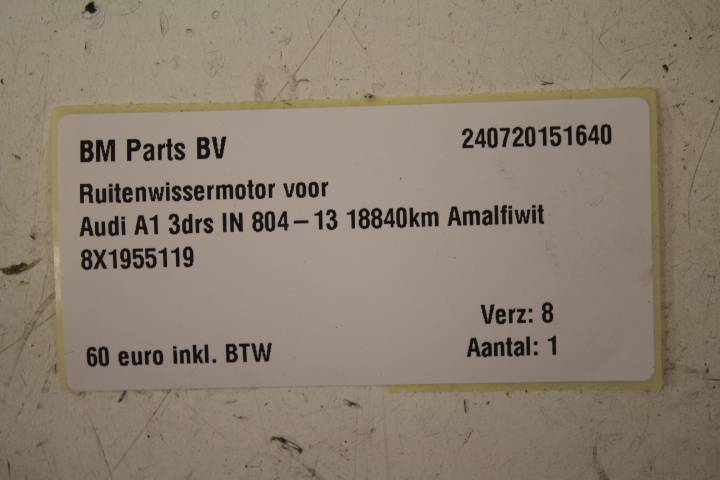 BM Parts BV 240720151640
Ruitenwissermotor voor
Audi A1 3drs IN 804-13 18840km Amalfiwit
8X1955119
Verz: 8
60 euro inkl. BTW Aantal: 1